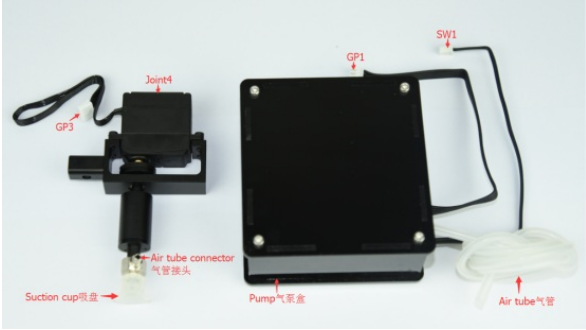 SW1
GP1
Joint4
GP3
Air tube connector
气管接头
Suction cup吸盘
Pump气泵盒
Air tube气管